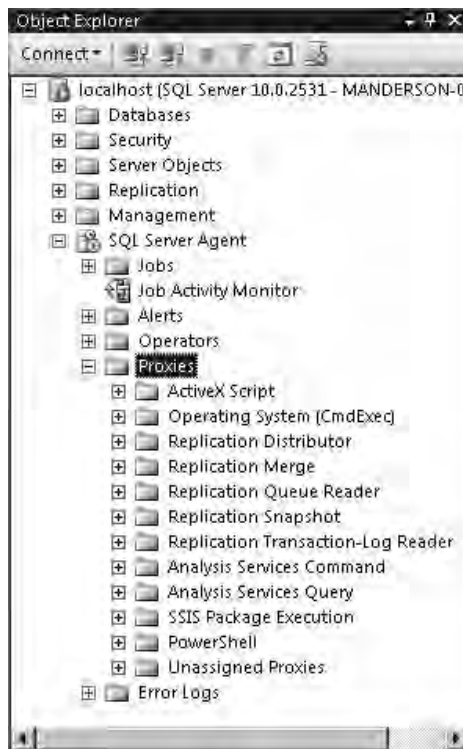 Object Explorer
Connect
localhost (SQL Server 10.0.2531 - MANDERSON-0
Databases
Security
Server Objects
Replication
Management
SQL Server Agent
Jobs
Job Activity Monitor
Alerts
Operators
Proxies
ActiveX Script
Operating System (CmdExec)
Replication Distributor
Replication Merge
Replication Queue Reader
Replication Snapshot
Replication Transaction-Log Reader
Analysis Services Command
Analysis Services Query
SSIS Package Execution
PowerShell
Unassigned Proxies
Error Logs